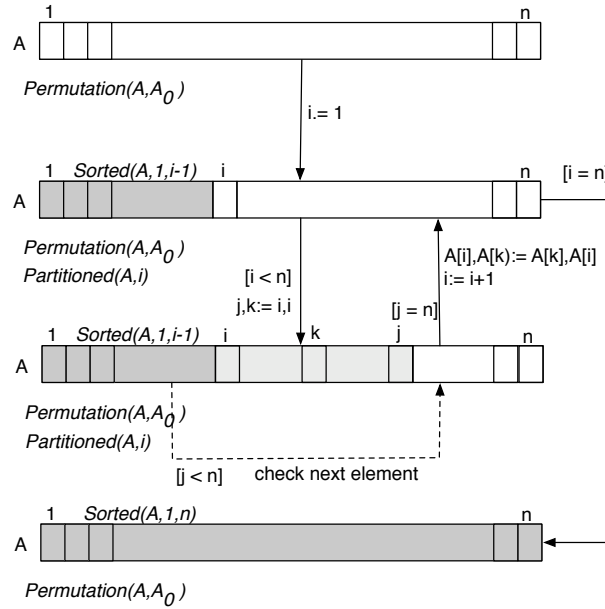 1 n
A
Permutation(A,A0)
i.= 1
1 Sorted(A,1,i-1) i n
[i = n]
A
Permutation(A,A0)
Partitioned(A,i)
[i < n]
j,k:= i,i
A[i],A[k):= A[k],A[i]
i:= i+1
[j = n]
1 Sorted(A,1,i-1) i k j n
A
Permutation(A,A0)
Partitioned(A,i)
[j < n] check next element
1 Sorted(A,1,n) n
A
Permutation(A,A0)